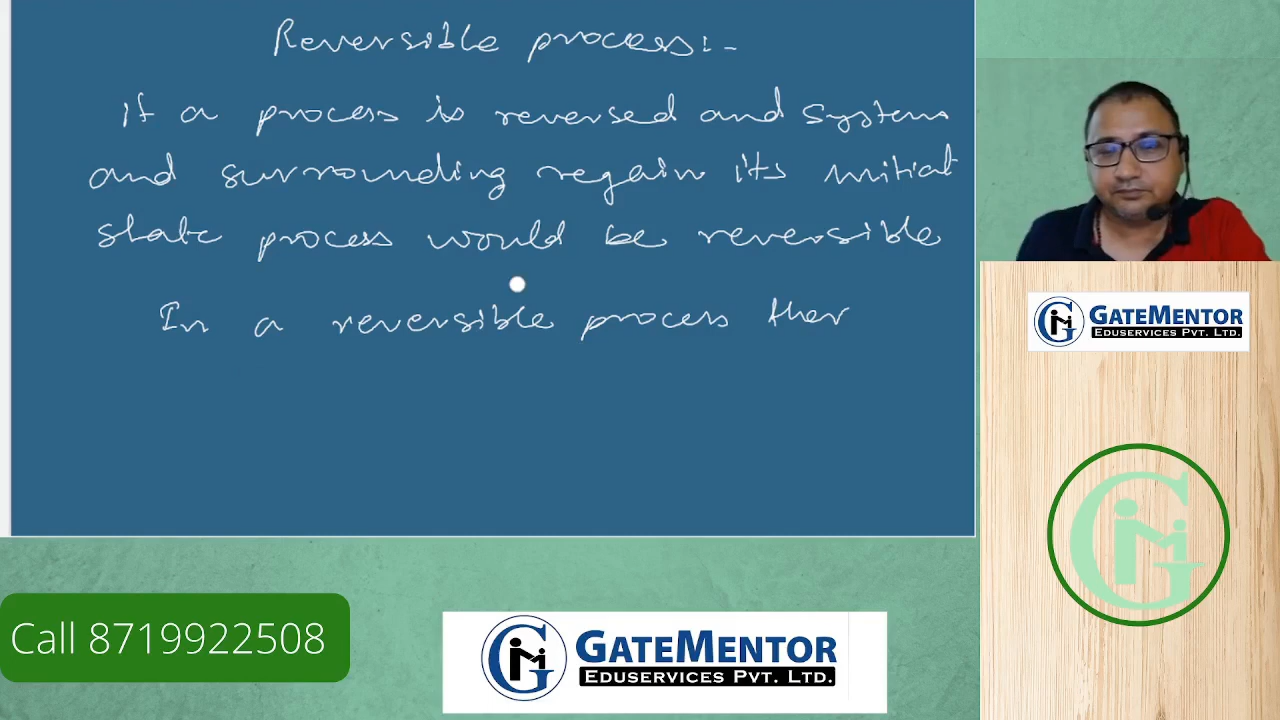 Reversible process:-
If a process is reversed and system
and surrounding regain its initial
state process would be reversible
In a reversible process ther
GATEMENTOR
EDUSERVICES PVT. LTD.
Call 8719922508
GATEMENTOR
EDUSERVICES PVT. LTD.